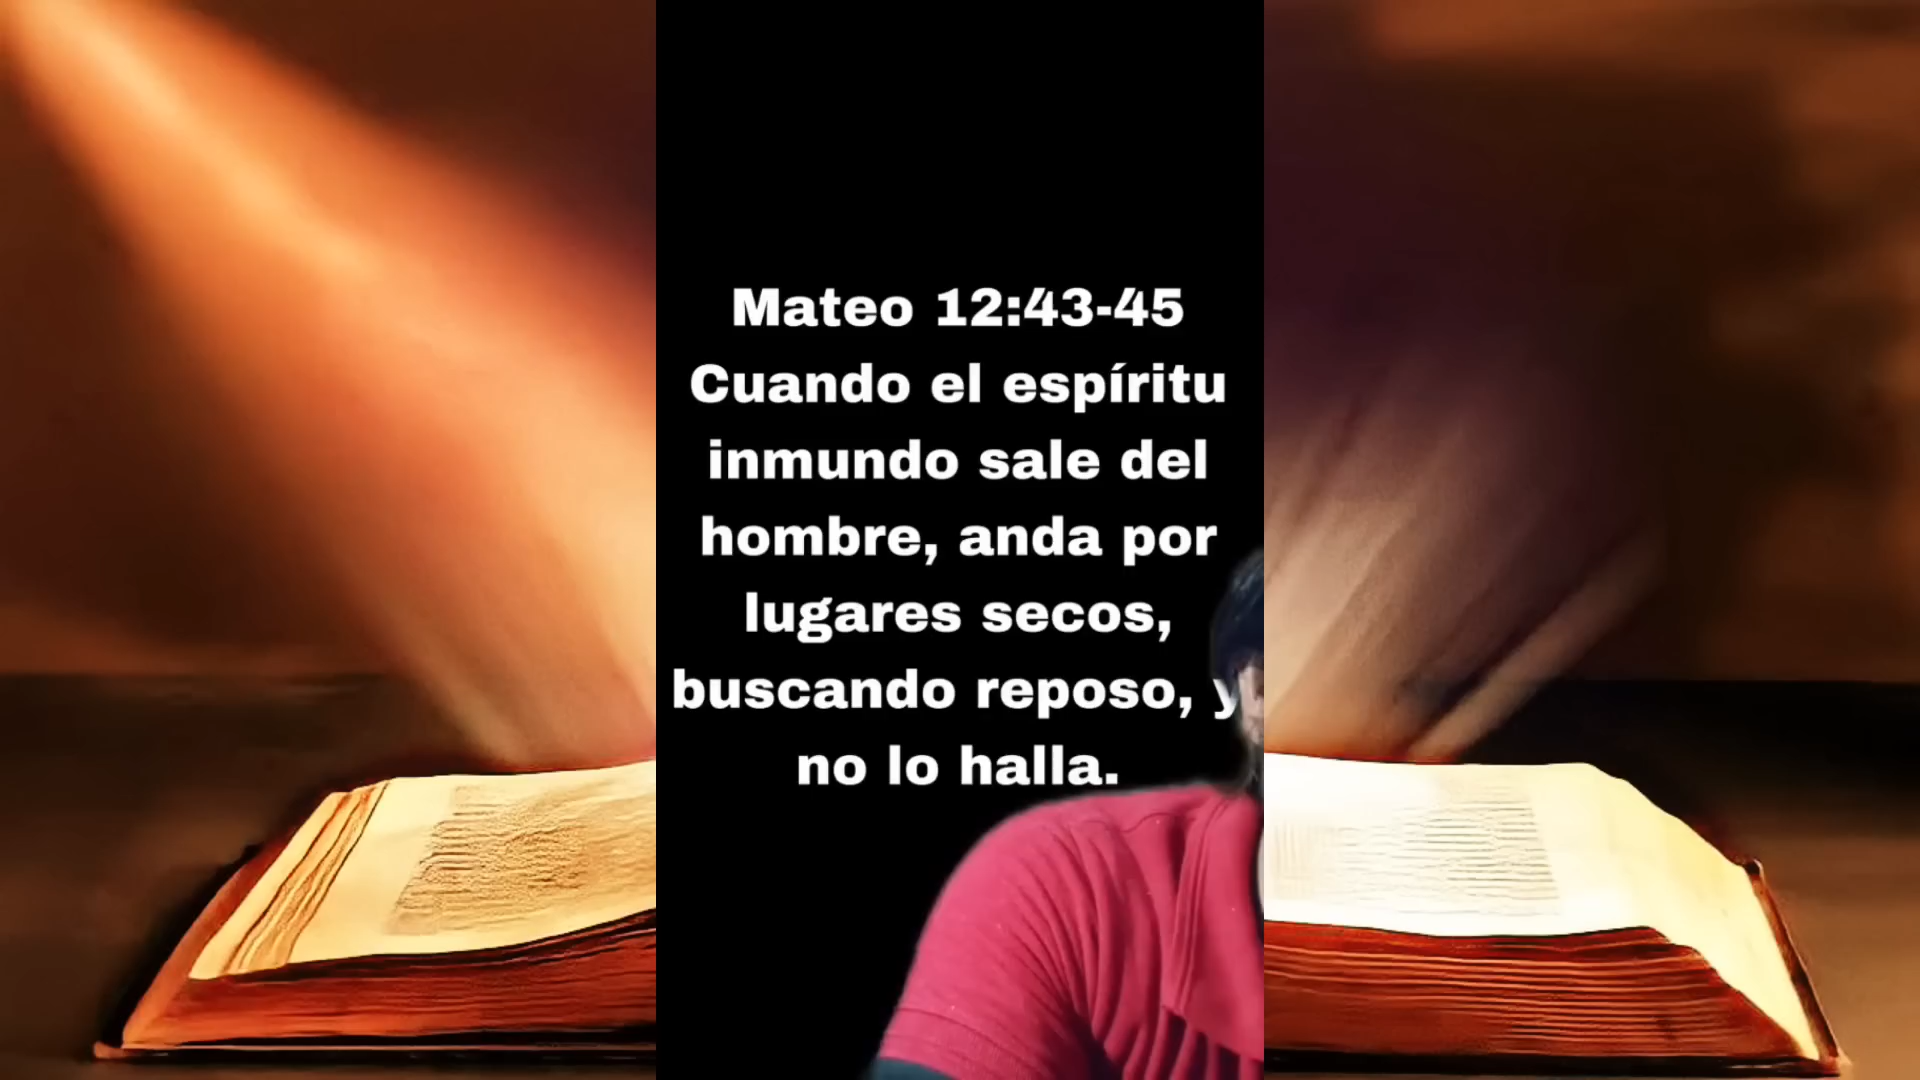 Mateo 12:43-45
Cuando el espíritu
inmundo sale del
hombre, anda por
lugares secos,
buscando reposo, y
no lo halla.